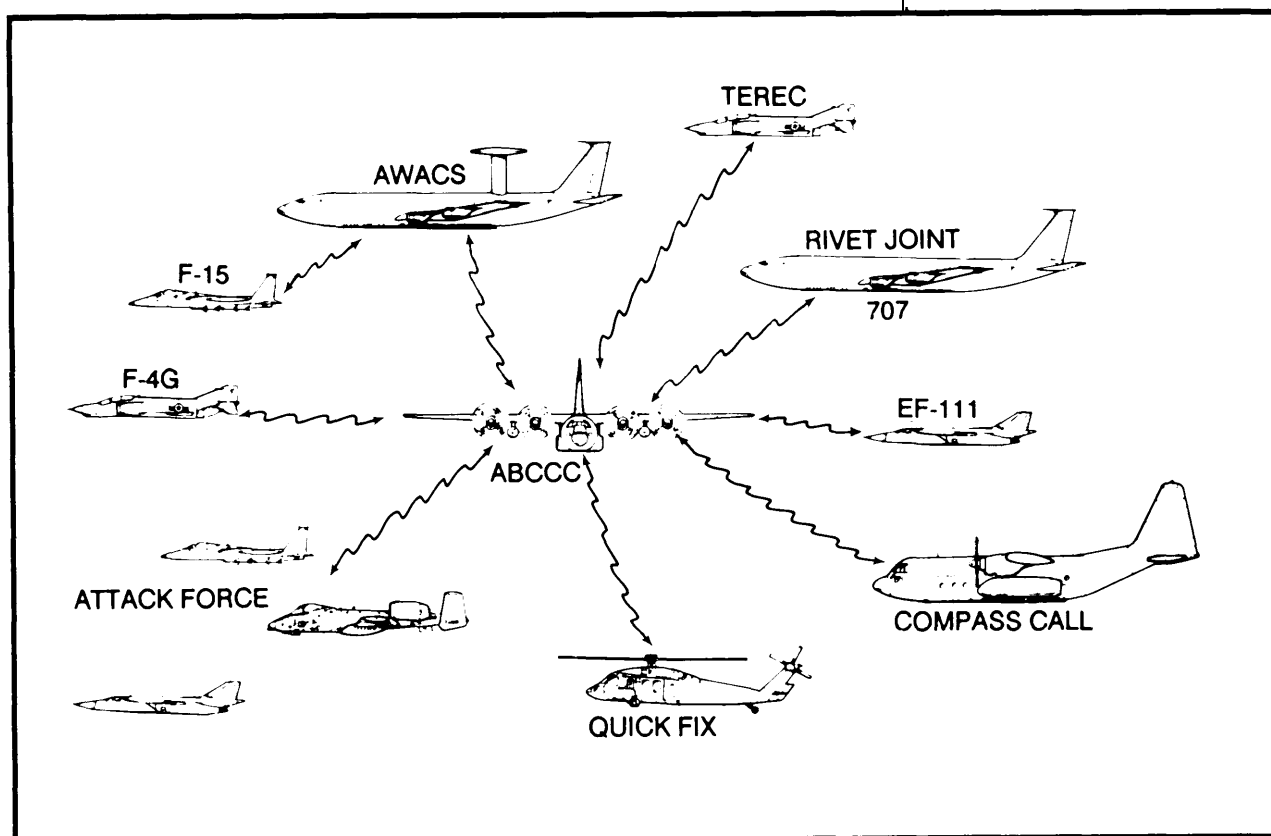 TEREC
AWACS
RIVET JOINT
707
F-15
F-4G
EF-111
ABCCC
ATTACK FORCE
COMPASS CALL
QUICK FIX